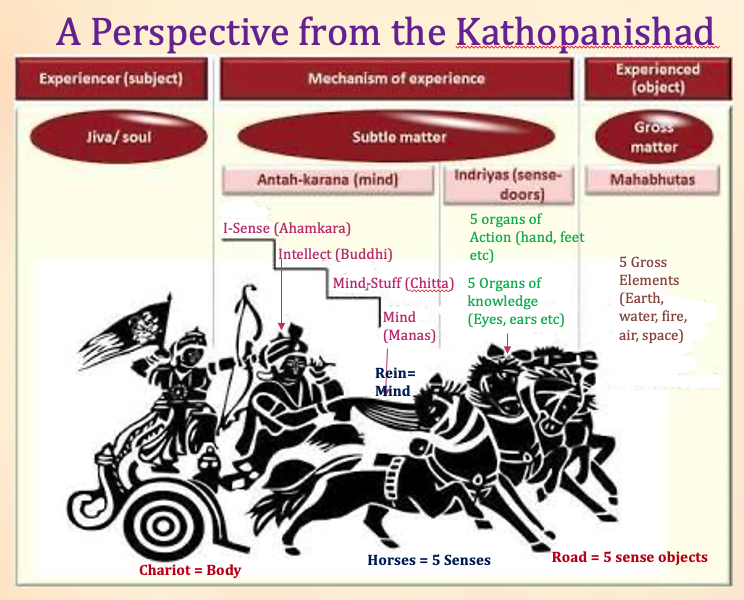 A Perspective from the Kathopanishad
Experiencer (subject)
Mechanism of experience
Experienced
(object)
Jiva/ soul
Subtle matter
Gross
matter
Antah-karana (mind)
Indriyas (sense-
doors)
Mahabhutas
I-Sense (Ahamkara)
Intellect (Buddhi)
Mind-Stuff (Chitta)
Mind
(Manas)
5 organs of
Action (hand, feet
etc)
5 Organs of
knowledge
(Eyes, ears etc)
5 Gross
Elements
(Earth,
water, fire,
air, space)
Rein=
Mind
Chariot = Body
Horses = 5 Senses
Road = 5 sense objects